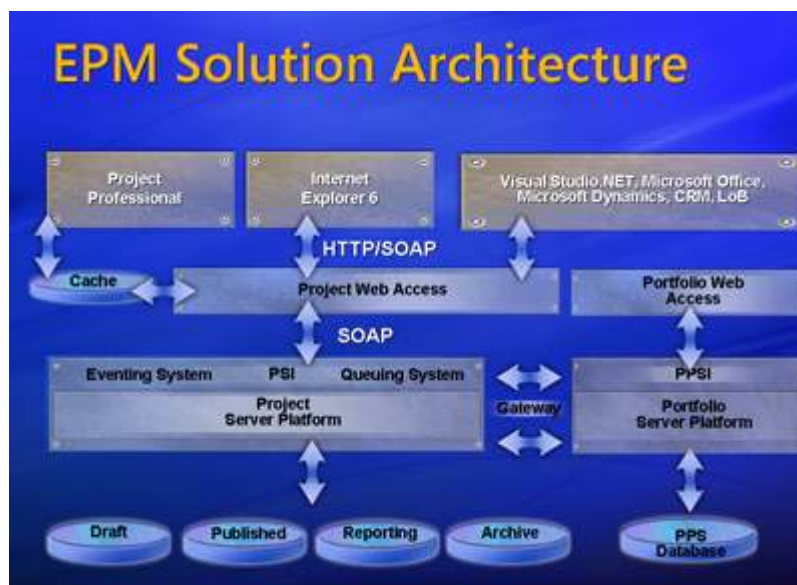 EPM Solution Architecture
Project
Professional
Internet
Explorer 6
Visual Studio.NET, Microsoft Office,
Microsoft Dynamics, CRM, LoB
HTTP/SOAP
Cache
Project Web Access
Portfolio Web
Access
SOAP
Eventing System PSI Queuing System
PPSI
Project
Server Platform
Gateway
Portfolio
Server Platform
Draft
Published
Reporting
Archive
PPS
Database